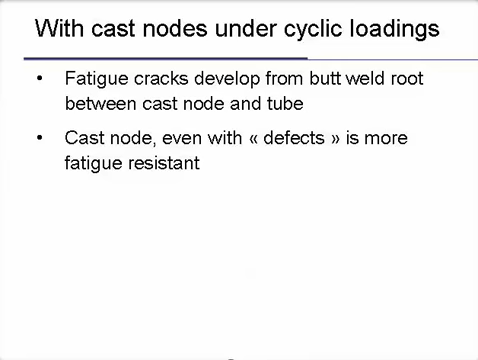 With cast nodes under cyclic loadings
• Fatigue cracks develop from butt weld root
between cast node and tube
• Cast node, even with « defects » is more
fatigue resistant